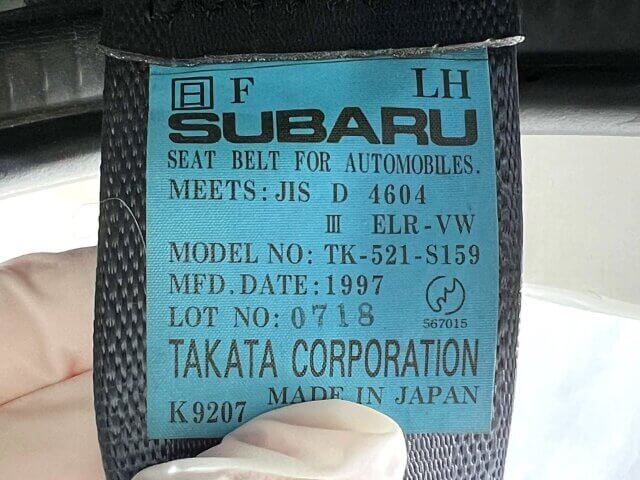 日 F LH
SUBARU
SEAT BELT FOR AUTOMOBILES.
MEETS: JIS D 4604
III ELR-VW
MODEL NO: TK-521-S159
MFD. DATE: 1997
LOT NO: 0718
567015
TAKATA CORPORATION
MADE IN JAPAN
K9207